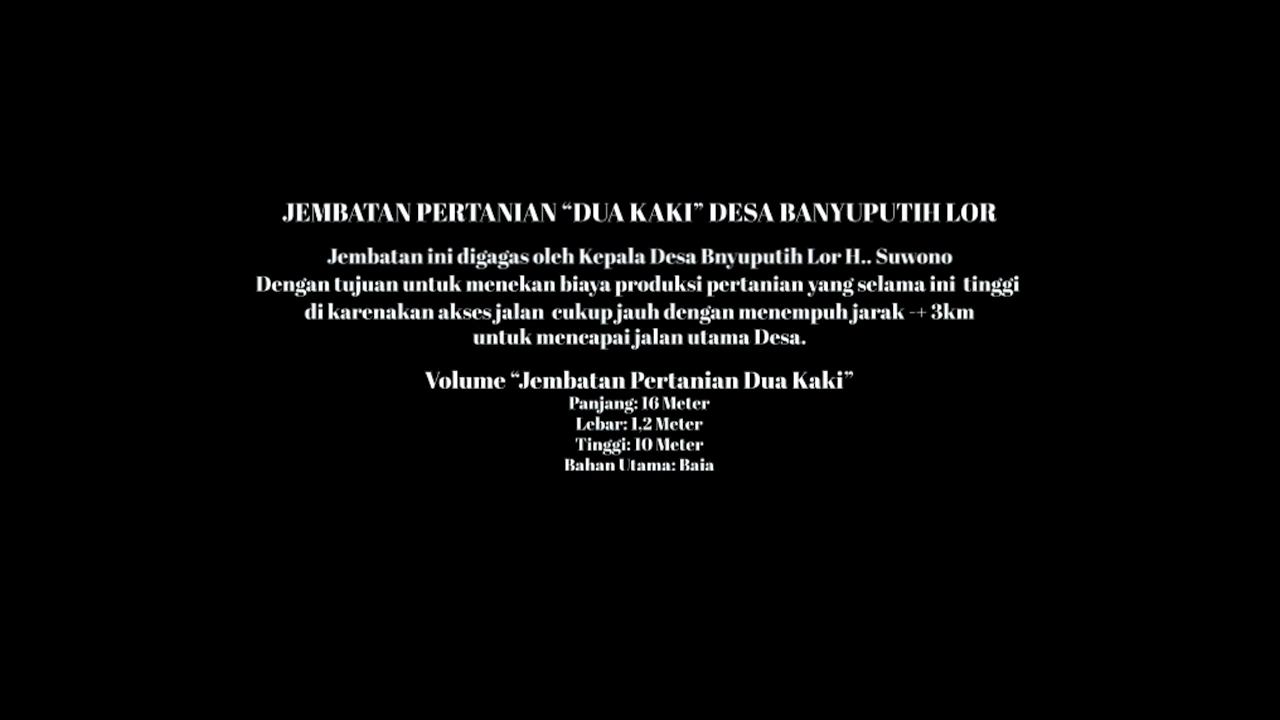 JEMBATAN PERTANIAN “DUA KAKI” DESA BANYUPUTIH LOR
Jembatan ini digagas oleh Kepala Desa Bnyuputih Lor H.. Suwono
Dengan tujuan untuk menekan biaya produksi pertanian yang selama ini tinggi
di karenakan akses jalan cukup jauh dengan menempuh jarak -+ 3km
untuk mencapai jalan utama Desa.
Volume “Jembatan Pertanian Dua Kaki”
Panjang: 16 Meter
Lebar: 1,2 Meter
Tinggi: 10 Meter
Bahan Utama: Baia